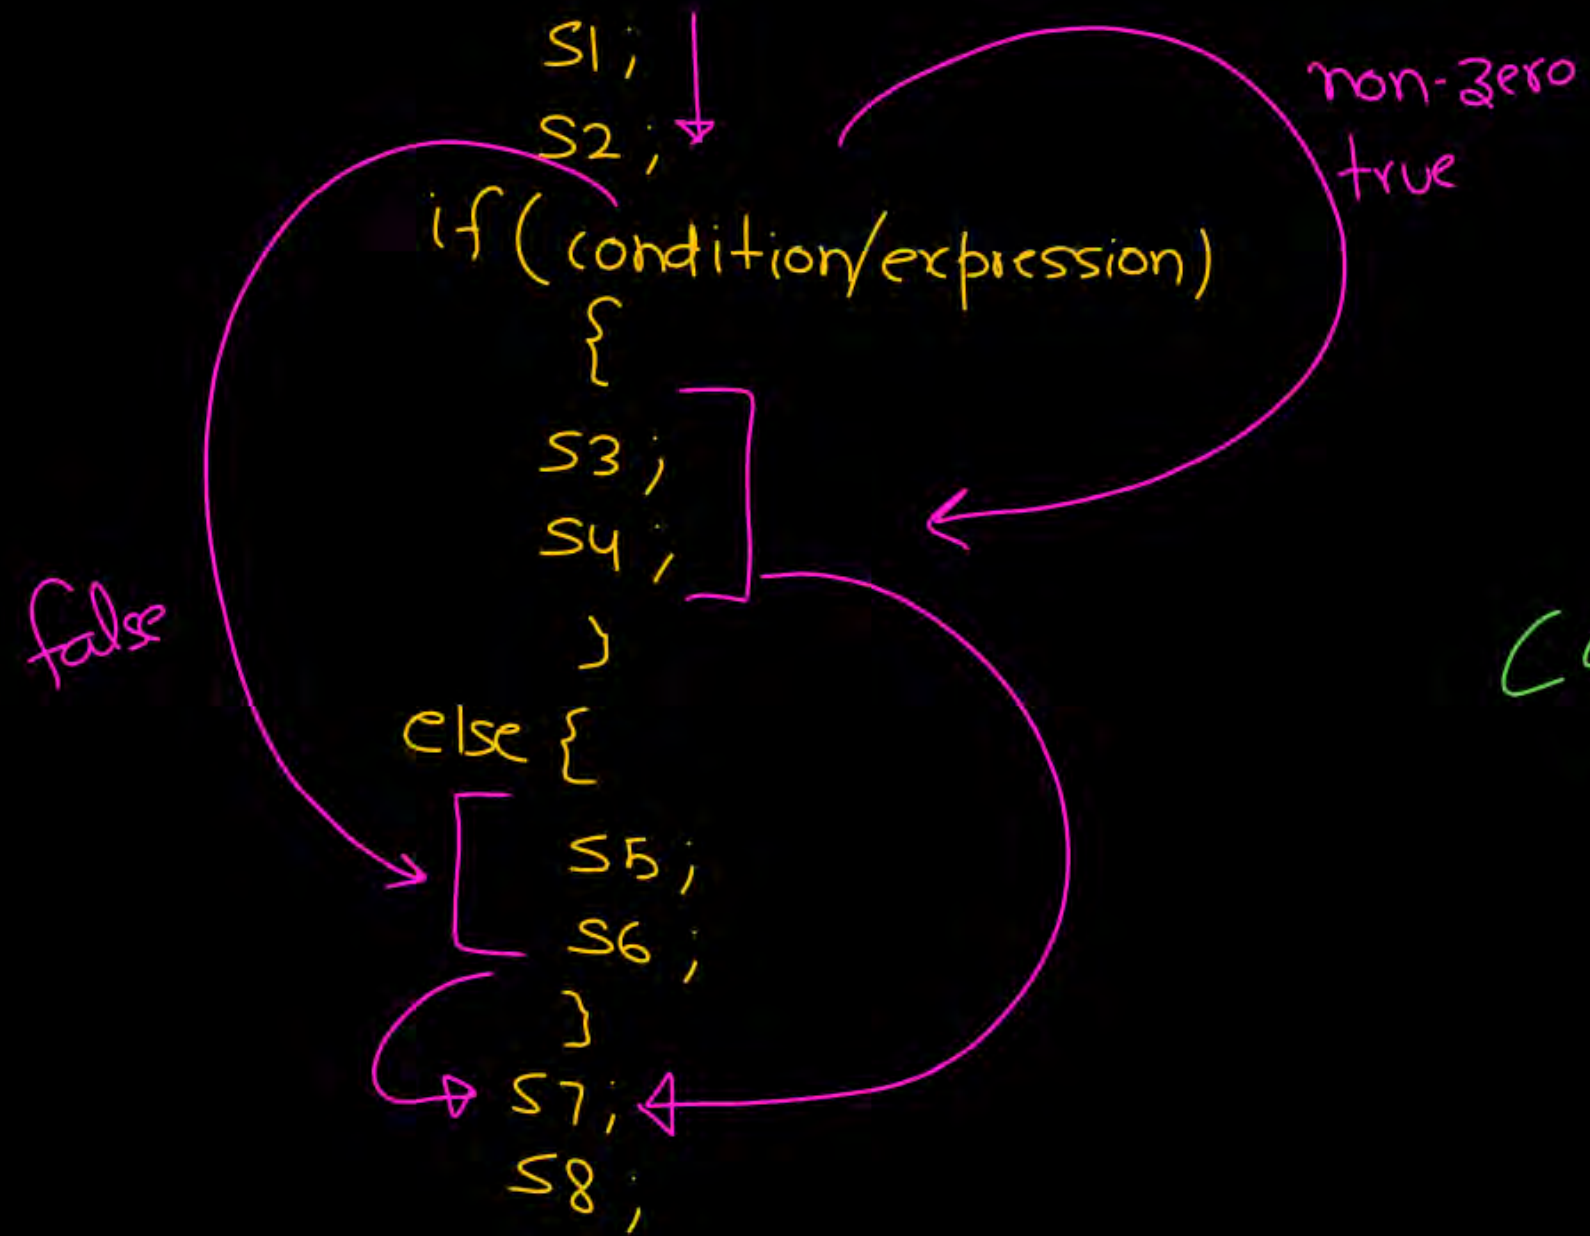 S1;
S2;
if (condition/expression)
{
S3;
S4;
}
else {
S5;
S6;
}
S7;
S8;
non-zero
true
false